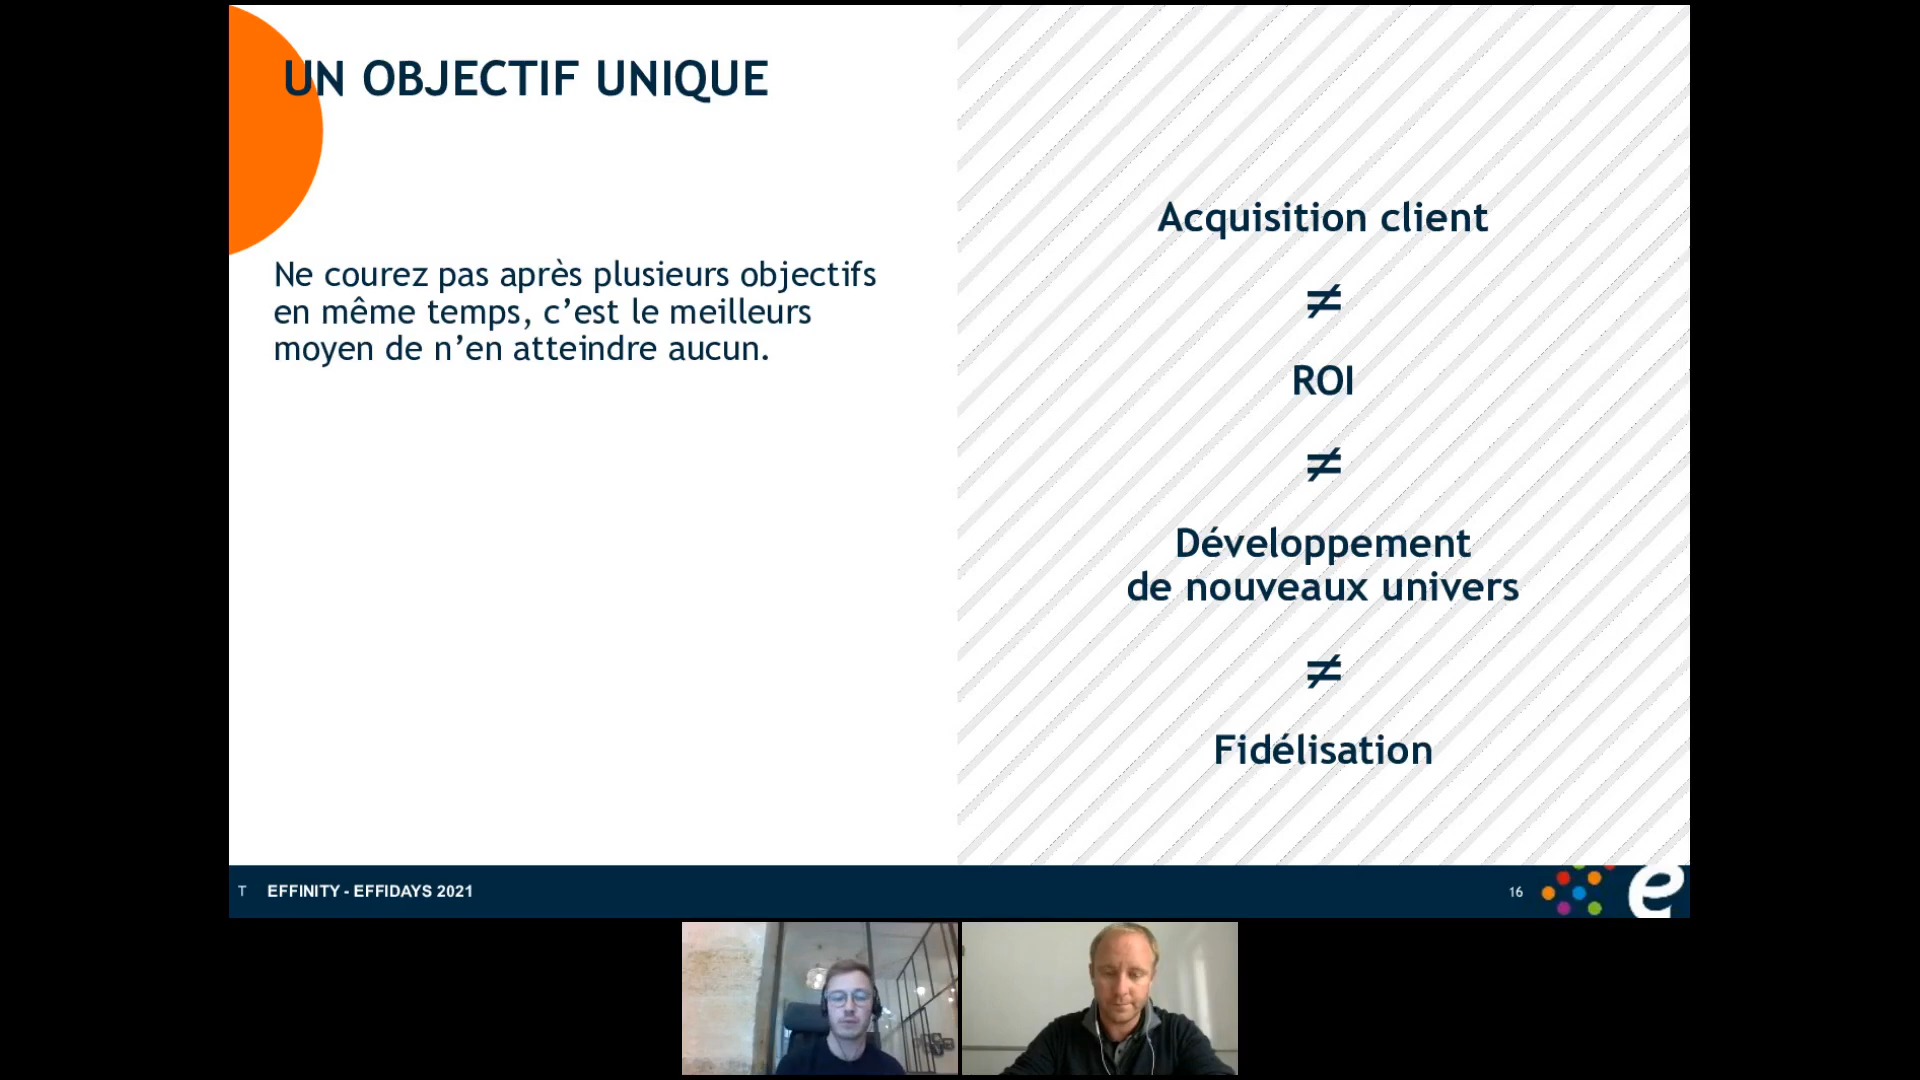 UN OBJECTIF UNIQUE
Ne courez pas après plusieurs objectifs
en même temps, c’est le meilleurs
moyen de n’en atteindre aucun.
Acquisition client
≠
ROI
≠
Développement
de nouveaux univers
≠
Fidélisation
T EFFINITY - EFFIDAYS 2021
16
e